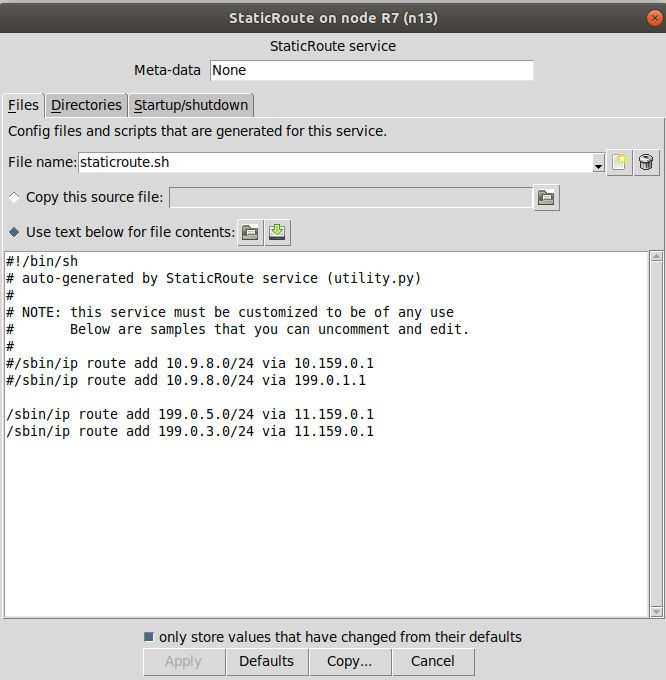 StaticRoute on node R7 (n13)
StaticRoute service
Meta-data None
Files Directories Startup/shutdown
Config files and scripts that are generated for this service.
File name: staticroute.sh
Copy this source file:
Use text below for file contents:
#!/bin/sh
# auto-generated by StaticRoute service (utility.py)
#
# NOTE: this service must be customized to be of any use
#       Below are samples that you can uncomment and edit.
#
#/sbin/ip route add 10.9.8.0/24 via 10.159.0.1
#/sbin/ip route add 10.9.8.0/24 via 199.0.1.1
/sbin/ip route add 199.0.5.0/24 via 11.159.0.1
/sbin/ip route add 199.0.3.0/24 via 11.159.0.1
only store values that have changed from their defaults
Apply Defaults Copy... Cancel